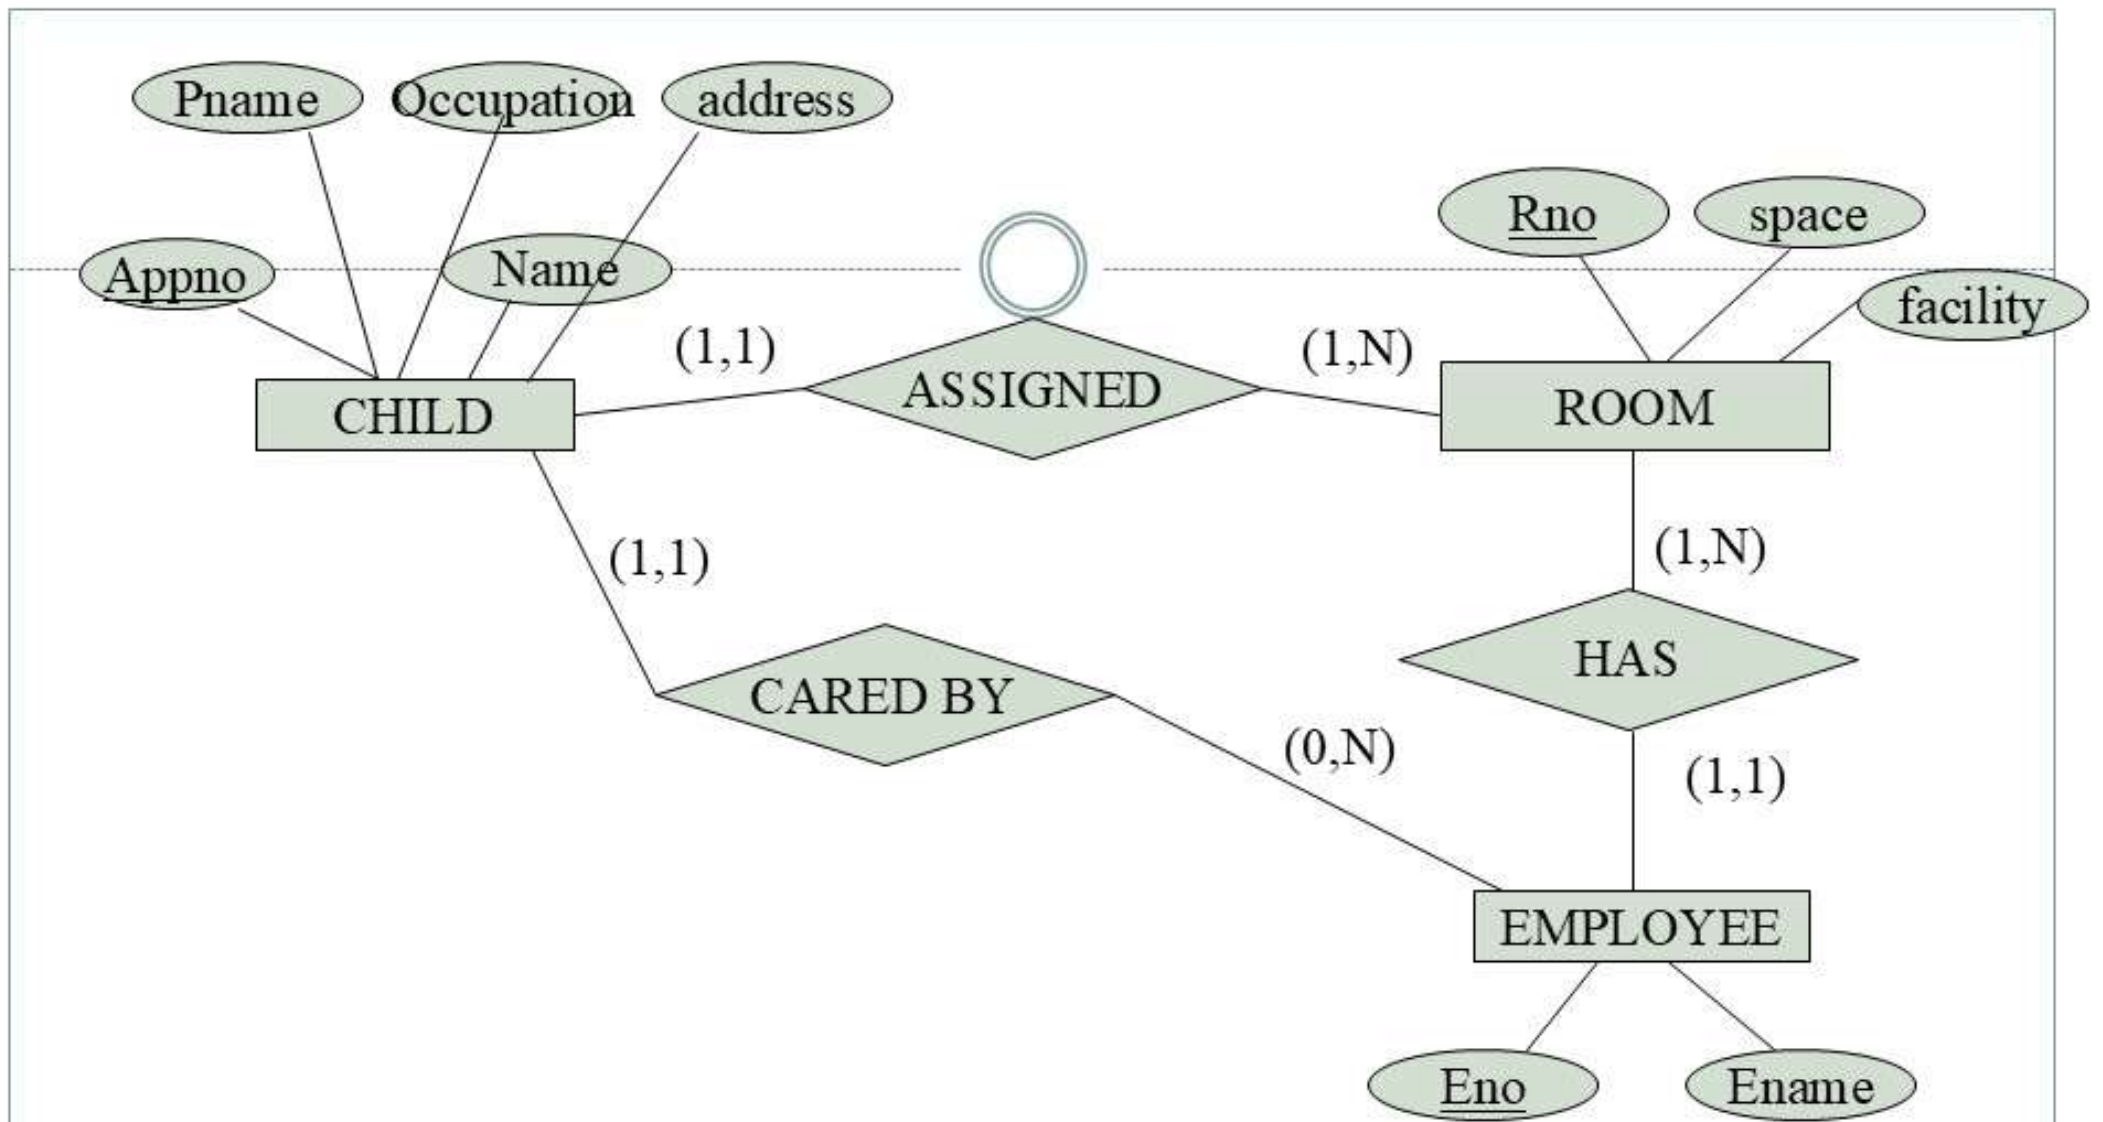 Pname
Occupation
address
Appno
Name
Rno
space
facility
(1,1)
(1,N)
CHILD
ASSIGNED
ROOM
(1,1)
(1,N)
CARED BY
HAS
(0,N)
(1,1)
EMPLOYEE
Eno
Ename